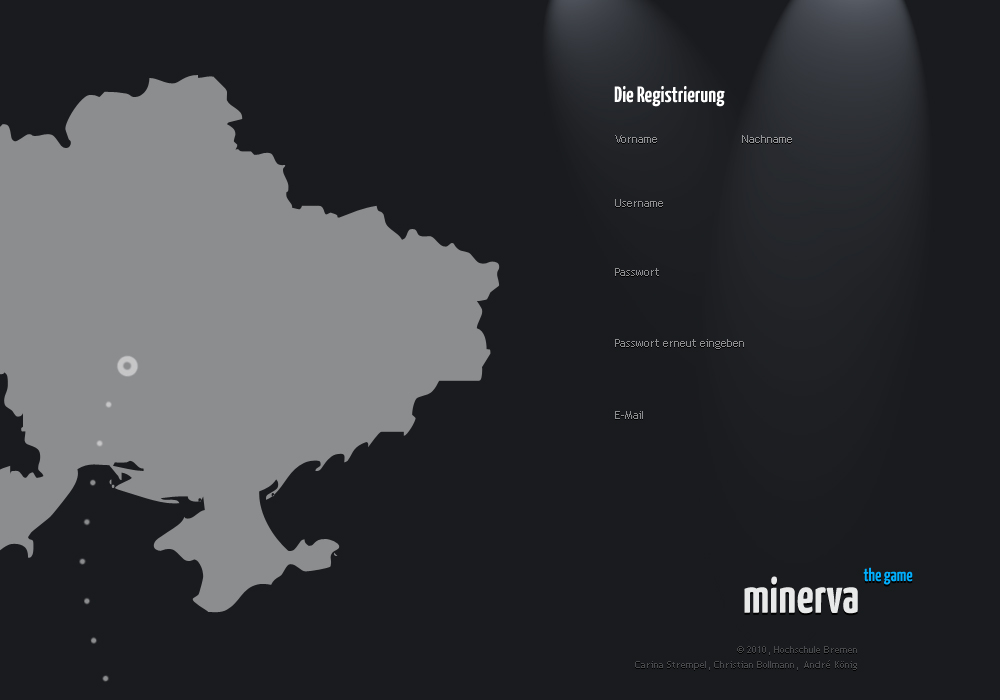 Die Registrierung
Vorname Nachname
Username
Passwort
Passwort erneut eingeben
E-Mail
the game
minerva
© 2010, Hochschule Bremen
Carina Strempel, Christian Bollmann, André König